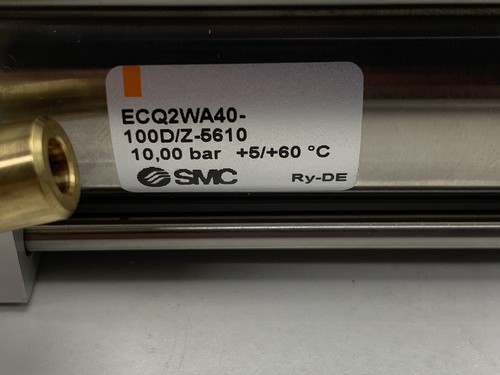 ECQ2WA40-
100D/Z-5610
10,00 bar +5/+60 °C
SMC Ry-DE